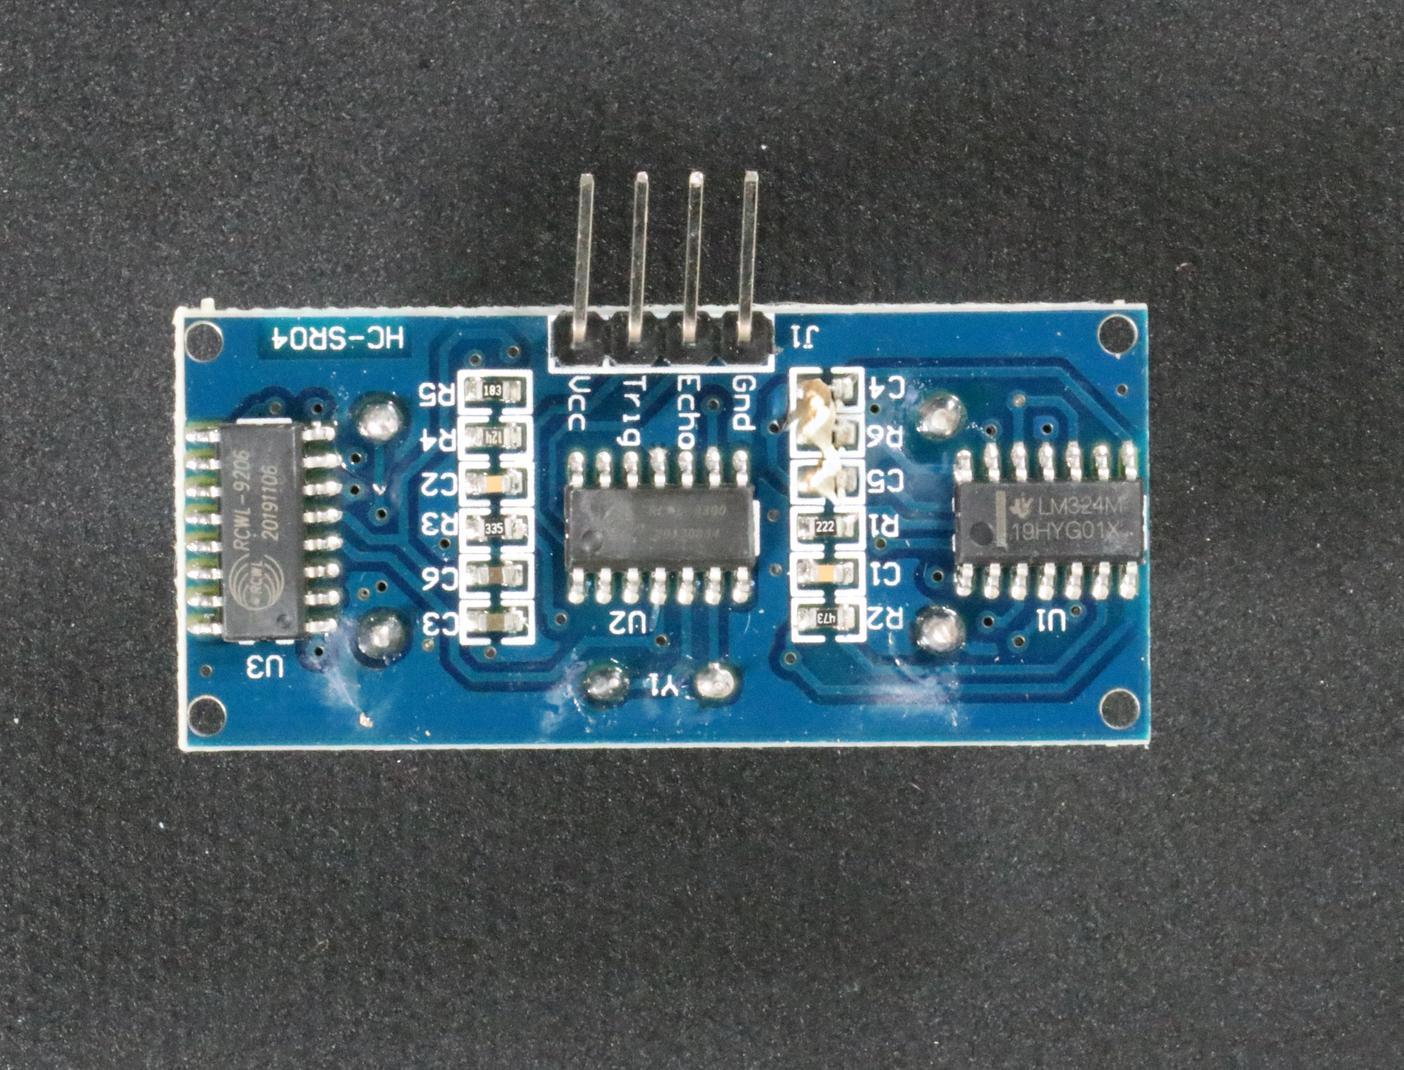 HC-SR04
J1
Vcc
Trig
Echo
Gnd
R5
183
R4
124
C2
R3
335
C6
C3
C4
R6
C5
R1
222
C1
R2
473
RCWL-9206
20191106
RCWL
U3
U2
Y1
LM324M
19HYG01X
U1